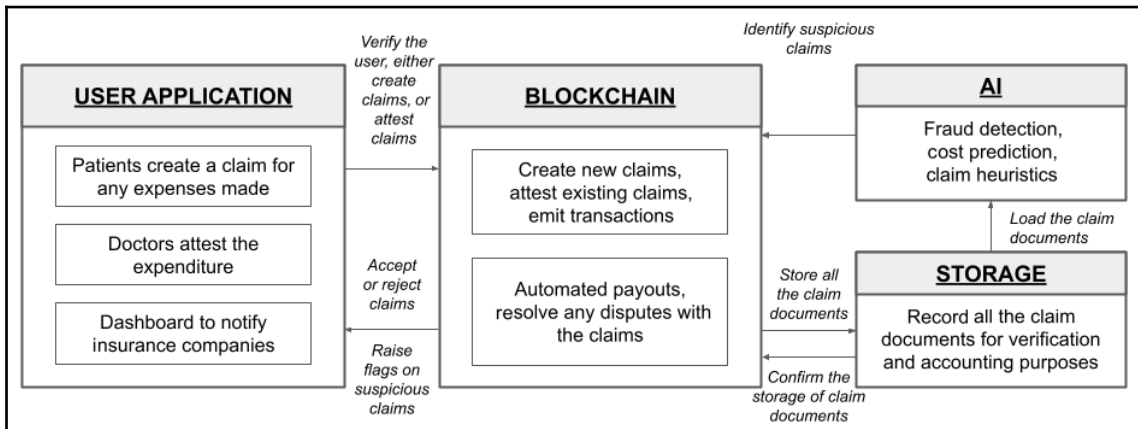 USER APPLICATION
Patients create a claim for
any expenses made
Doctors attest the
expenditure
Dashboard to notify
insurance companies
Verify the
user, either
create
claims, or
attest
claims
Accept
or reject
claims
Raise
flags on
suspicious
claims
BLOCKCHAIN
Create new claims,
attest existing claims,
emit transactions
Automated payouts,
resolve any disputes with
the claims
Identify suspicious
claims
Store all
the claim
documents
Confirm the
storage of claim
documents
AI
Fraud detection,
cost prediction,
claim heuristics
Load the claim
documents
STORAGE
Record all the claim
documents for verification
and accounting purposes